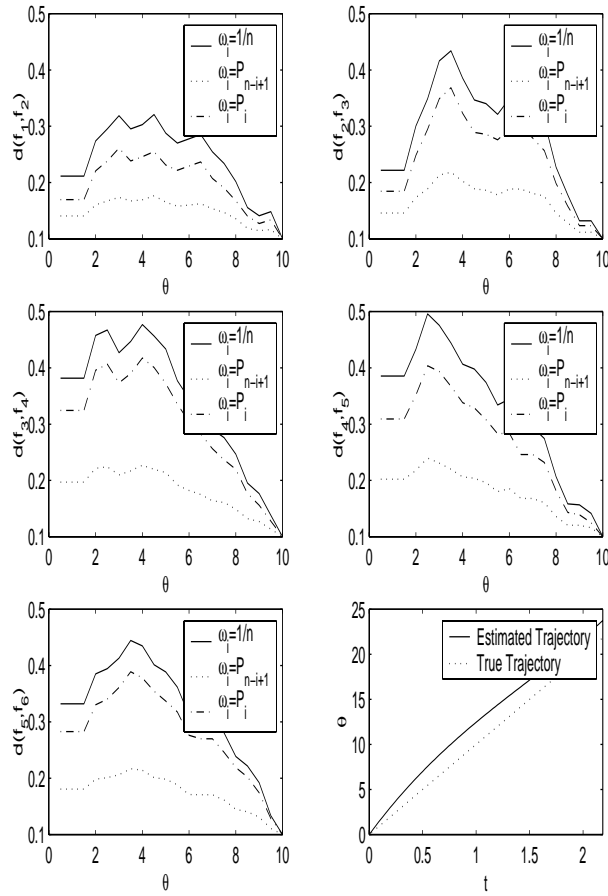 0.5
0.4
0.3
0.2
0.1
d(f_1,f_2)
ω_i=1/n
ω_i=P_{n-i+1}
ω_i=P_i
0 2 4 6 8 10
θ
0.5
0.4
0.3
0.2
0.1
d(f_2,f_3)
ω_i=1/n
ω_i=P_{n-i+1}
ω_i=P_i
0 2 4 6 8 10
θ
0.5
0.4
0.3
0.2
0.1
d(f_3,f_4)
ω_i=1/n
ω_i=P_{n-i+1}
ω_i=P_i
0 2 4 6 8 10
θ
0.5
0.4
0.3
0.2
0.1
d(f_4,f_5)
ω_i=1/n
ω_i=P_{n-i+1}
ω_i=P_i
0 2 4 6 8 10
θ
0.5
0.4
0.3
0.2
0.1
d(f_5,f_6)
ω_i=1/n
ω_i=P_{n-i+1}
ω_i=P_i
0 2 4 6 8 10
θ
25
20
15
10
5
0
θ
Estimated Trajectory
True Trajectory
0 0.5 1 1.5 2
t